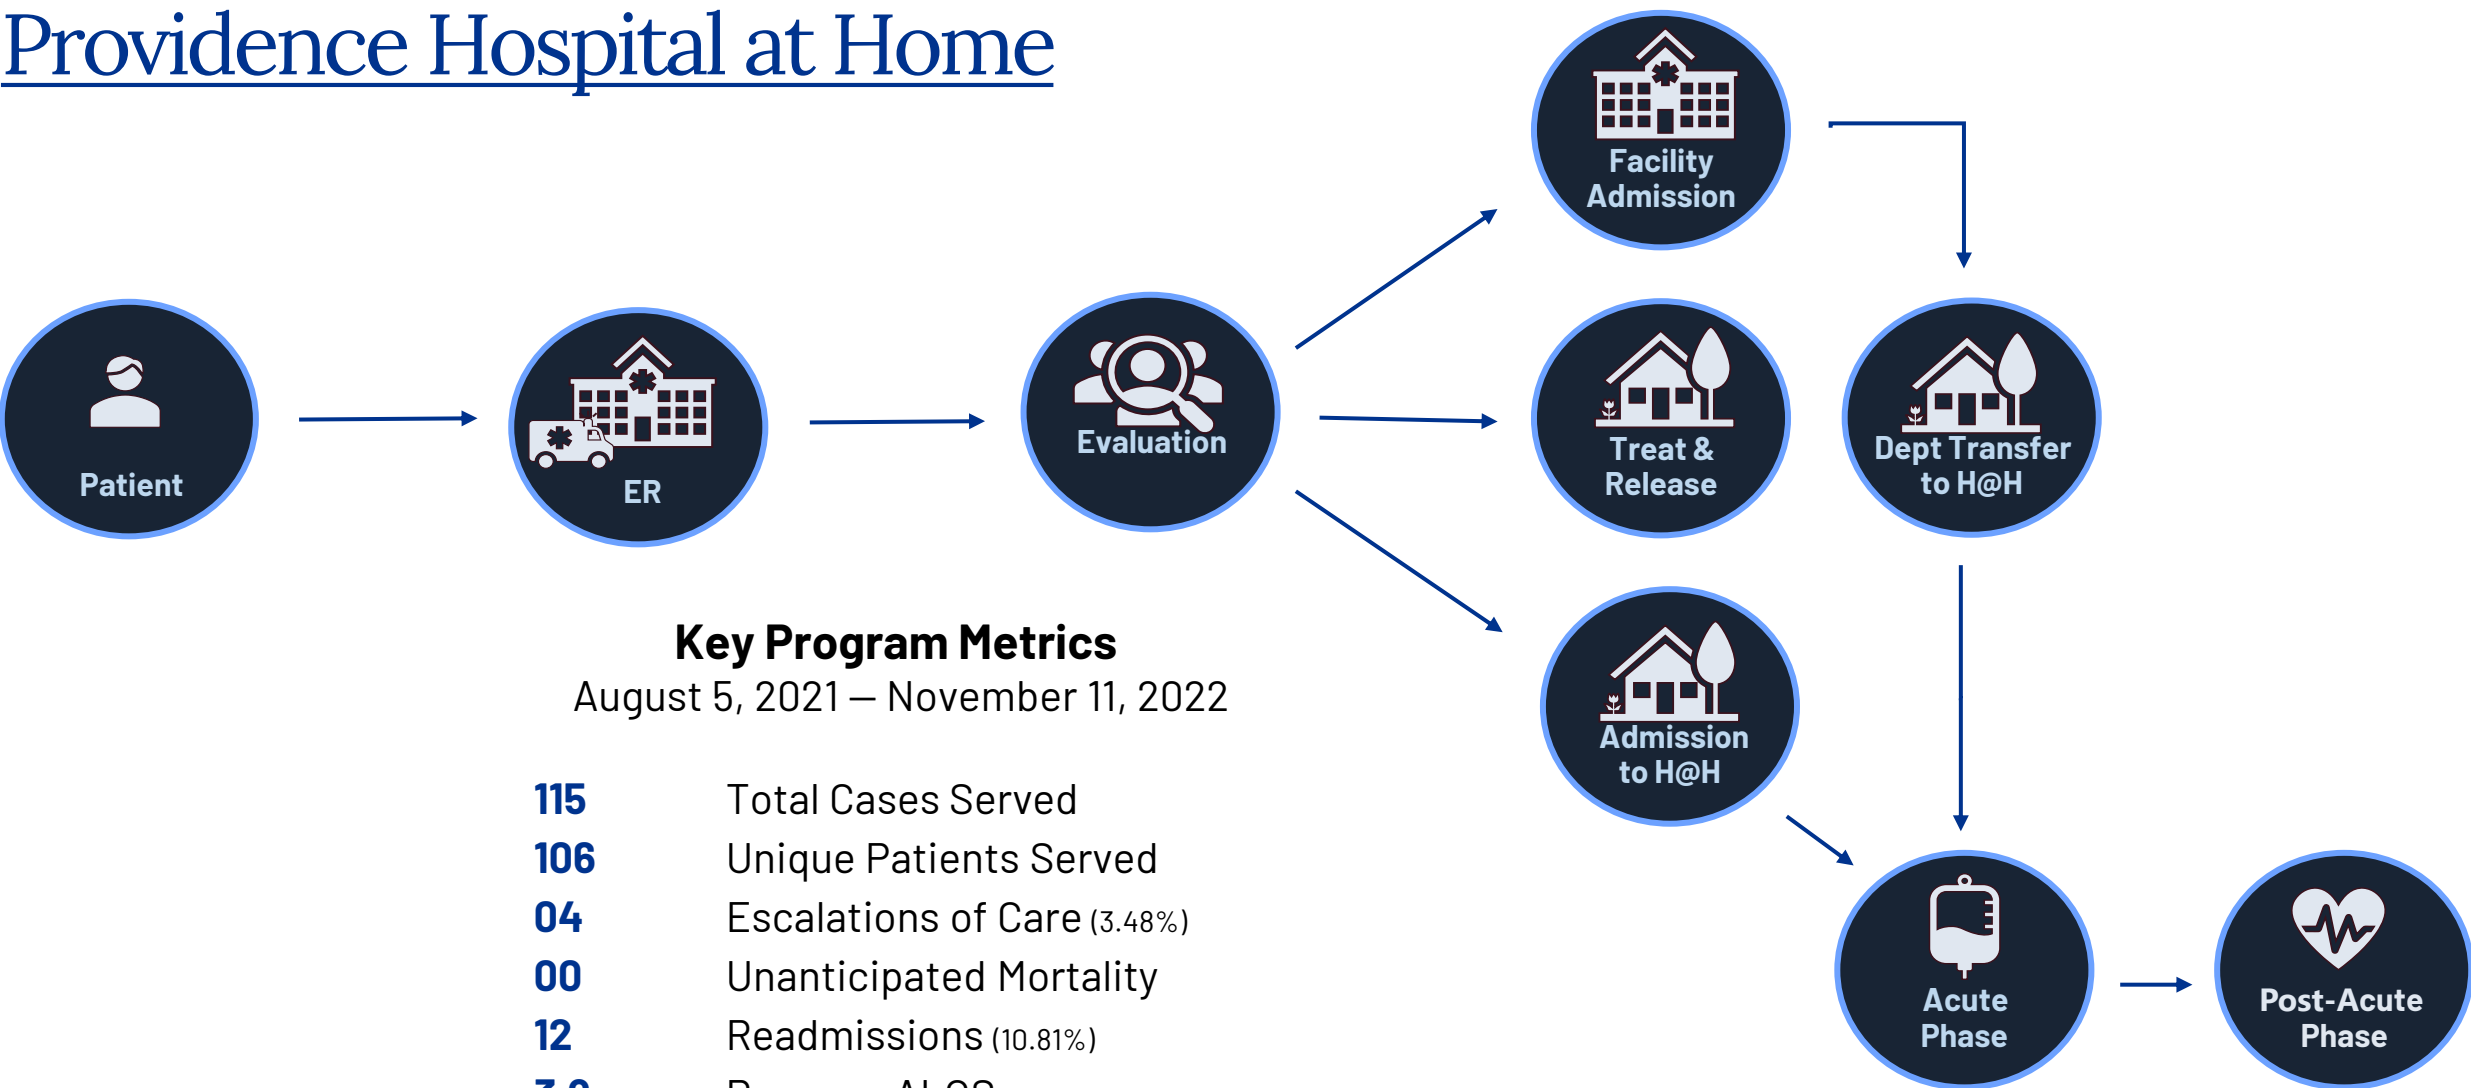 Providence Hospital at Home
Facility
Admission
Patient
ER
Evaluation
Treat &
Release
Dept Transfer
to H@H
Admission
to H@H
Acute
Phase
Post-Acute
Phase
Key Program Metrics
August 5, 2021 — November 11, 2022
115 Total Cases Served
106 Unique Patients Served
04 Escalations of Care (3.48%)
00 Unanticipated Mortality
12 Readmissions (10.81%)